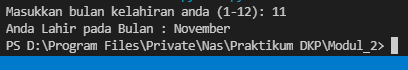 Masukkan bulan kelahiran anda (1-12): 11
Anda Lahir pada Bulan : November
PS D:\Program Files\Private\Nas\Praktikum DKP\Modul_2>